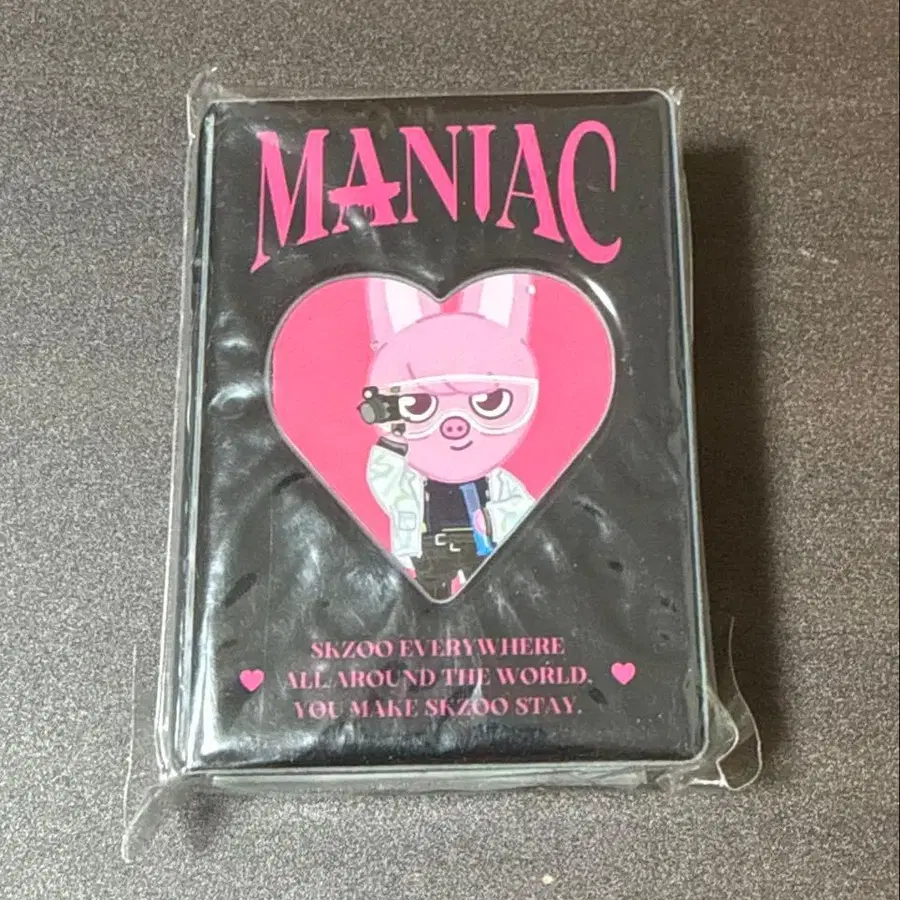 MANIAC
SKZOO EVERYWHERE
ALL AROUND THE WORLD.
YOU MAKE SKZOO STAY.